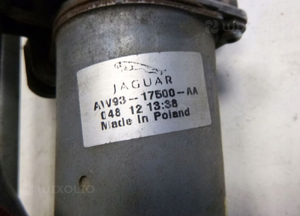 JAGUAR
AW93-17500-AA
048 12 13:38
Made in Poland